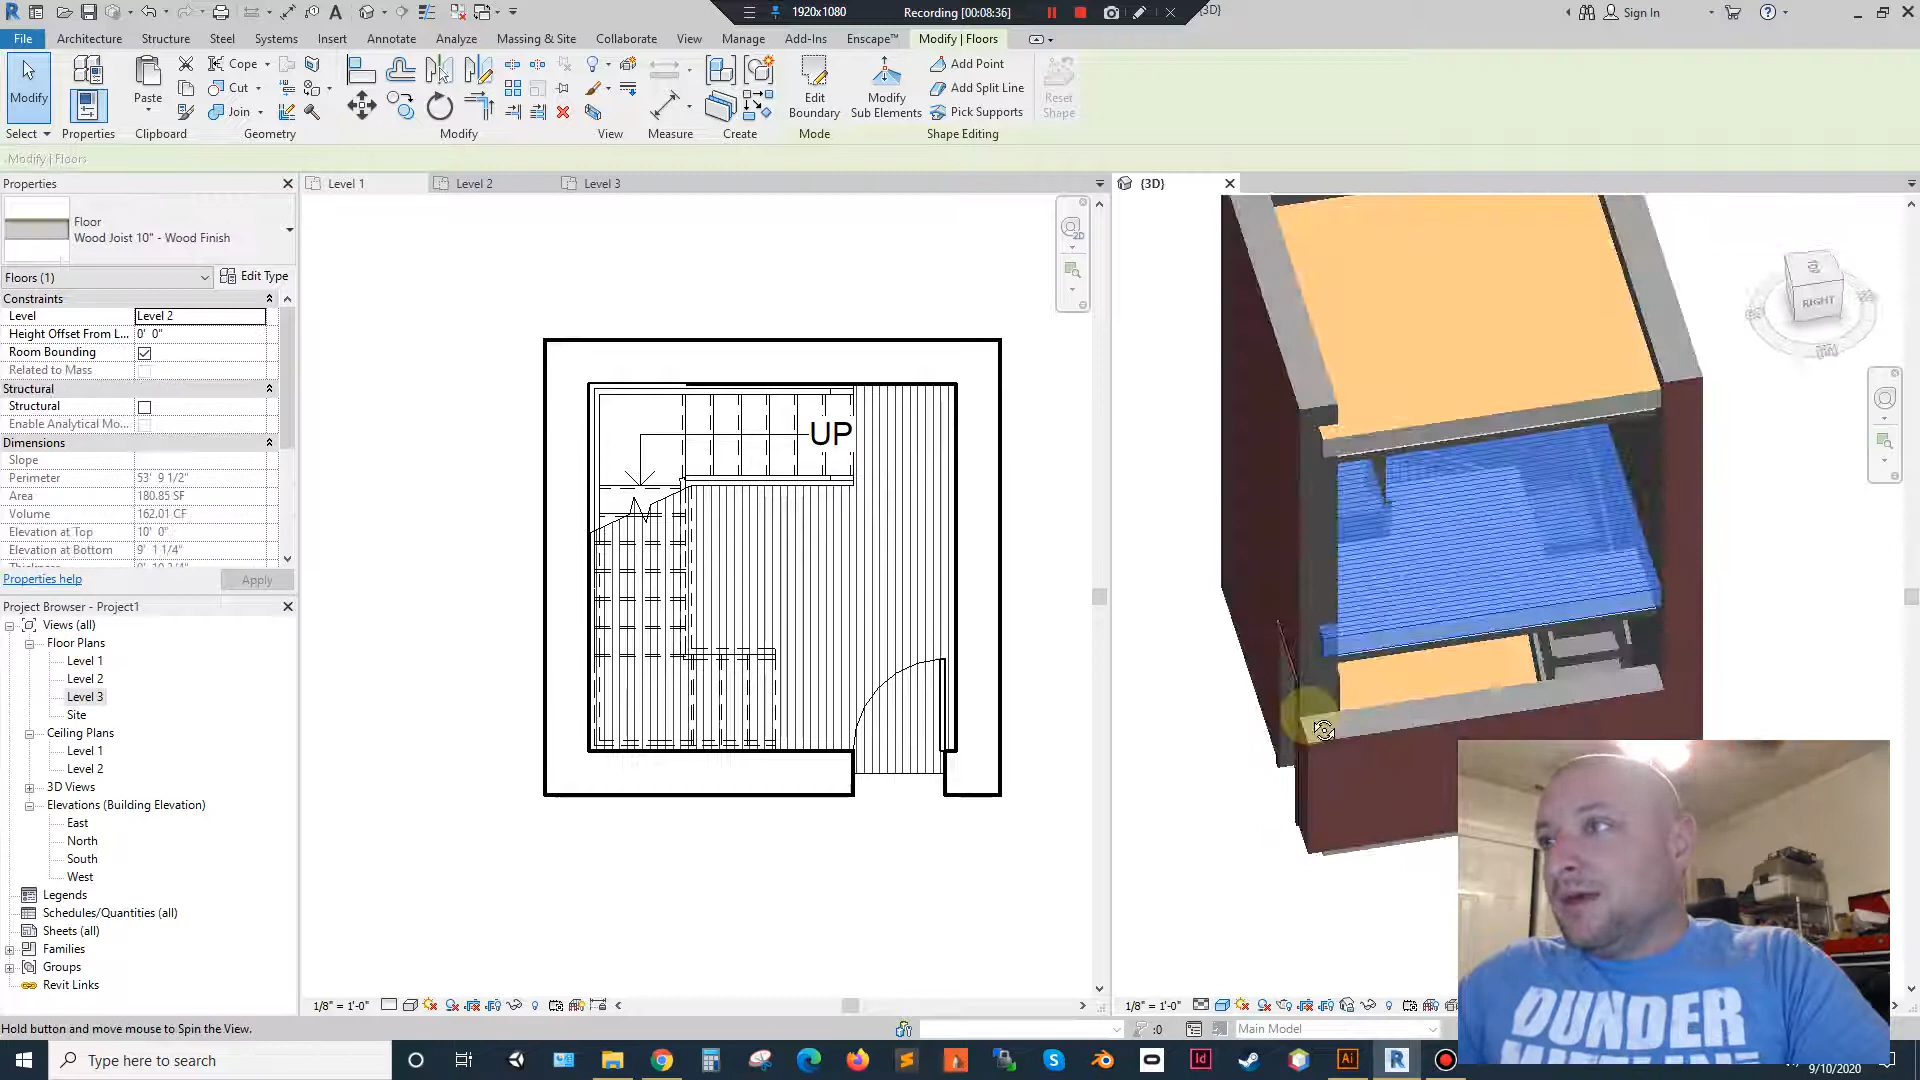 1920x1080
Recording [00:08:36]
{3D}
Sign In
File
Architecture
Structure
Steel
Systems
Insert
Annotate
Analyze
Massing & Site
Collaborate
View
Manage
Add-Ins
Enscape™
Modify | Floors
Modify
Paste
Cope
Cut
Join
Edit
Boundary
Modify
Sub Elements
Add Point
Add Split Line
Pick Supports
Reset
Shape
Select
Properties
Clipboard
Geometry
Modify
View
Measure
Create
Mode
Shape Editing
Modify | Floors
Properties
Level 1
Level 2
Level 3
{3D}
Floor
Wood Joist 10" - Wood Finish
Floors (1)
Edit Type
Constraints
Level
Level 2
Height Offset From L...
0' 0"
Room Bounding
Related to Mass
Structural
Structural
Enable Analytical Mo...
Dimensions
Slope
Perimeter
53' 9 1/2"
Area
180.85 SF
Volume
162.01 CF
Elevation at Top
10' 0"
Elevation at Bottom
9' 1 1/4"
Properties help
Apply
Project Browser - Project1
Views (all)
Floor Plans
Level 1
Level 2
Level 3
Site
Ceiling Plans
Level 1
Level 2
3D Views
Elevations (Building Elevation)
East
North
South
West
Legends
Schedules/Quantities (all)
Sheets (all)
Families
Groups
Revit Links
UP
RIGHT
1/8" = 1'-0"
1/8" = 1'-0"
Hold button and move mouse to Spin the View.
:0
Main Model
DUNDER
Type here to search
9/10/2020